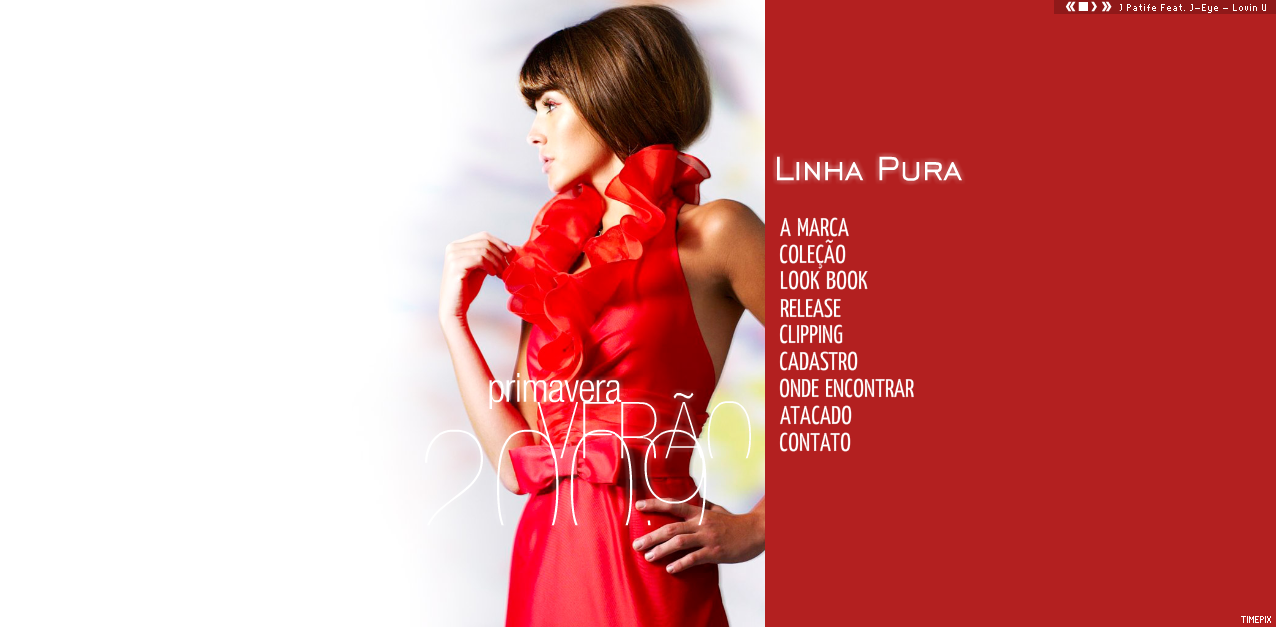 J Patife Feat. J-Eye - Lovin U
LINHA PURA
A MARCA
COLEÇÃO
LOOK BOOK
RELEASE
CLIPPING
CADASTRO
ONDE ENCONTRAR
ATACADO
CONTATO
primavera
VERÃO
2009
TIMEPIX